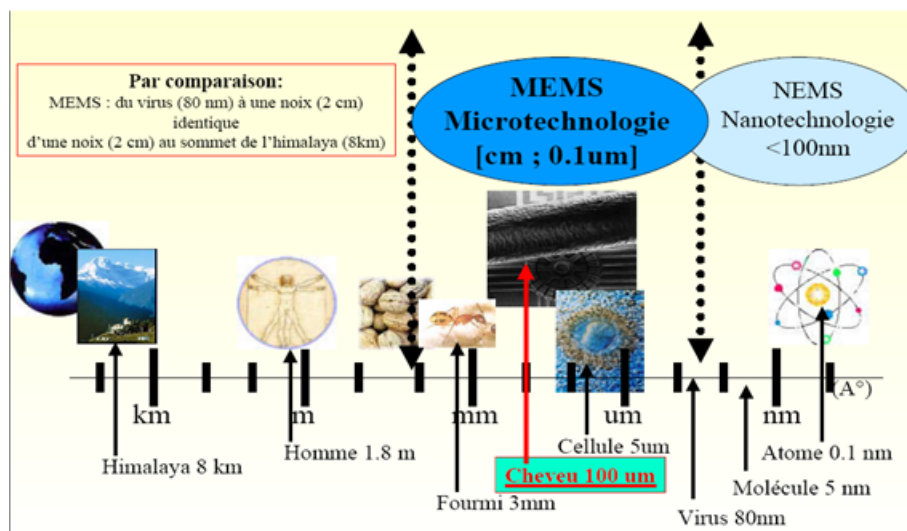 Par comparaison:
MEMS : du virus (80 nm) à une noix (2 cm)
identique
d'une noix (2 cm) au sommet de l'himalaya (8km)
MEMS
Microtechnologie
[cm ; 0.1um]
NEMS
Nanotechnologie
<100nm
km
m
mm
um
nm
(A°)
Himalaya 8 km
Homme 1.8 m
Fourmi 3mm
Cheveu 100 um
Cellule 5um
Virus 80nm
Molécule 5 nm
Atome 0.1 nm